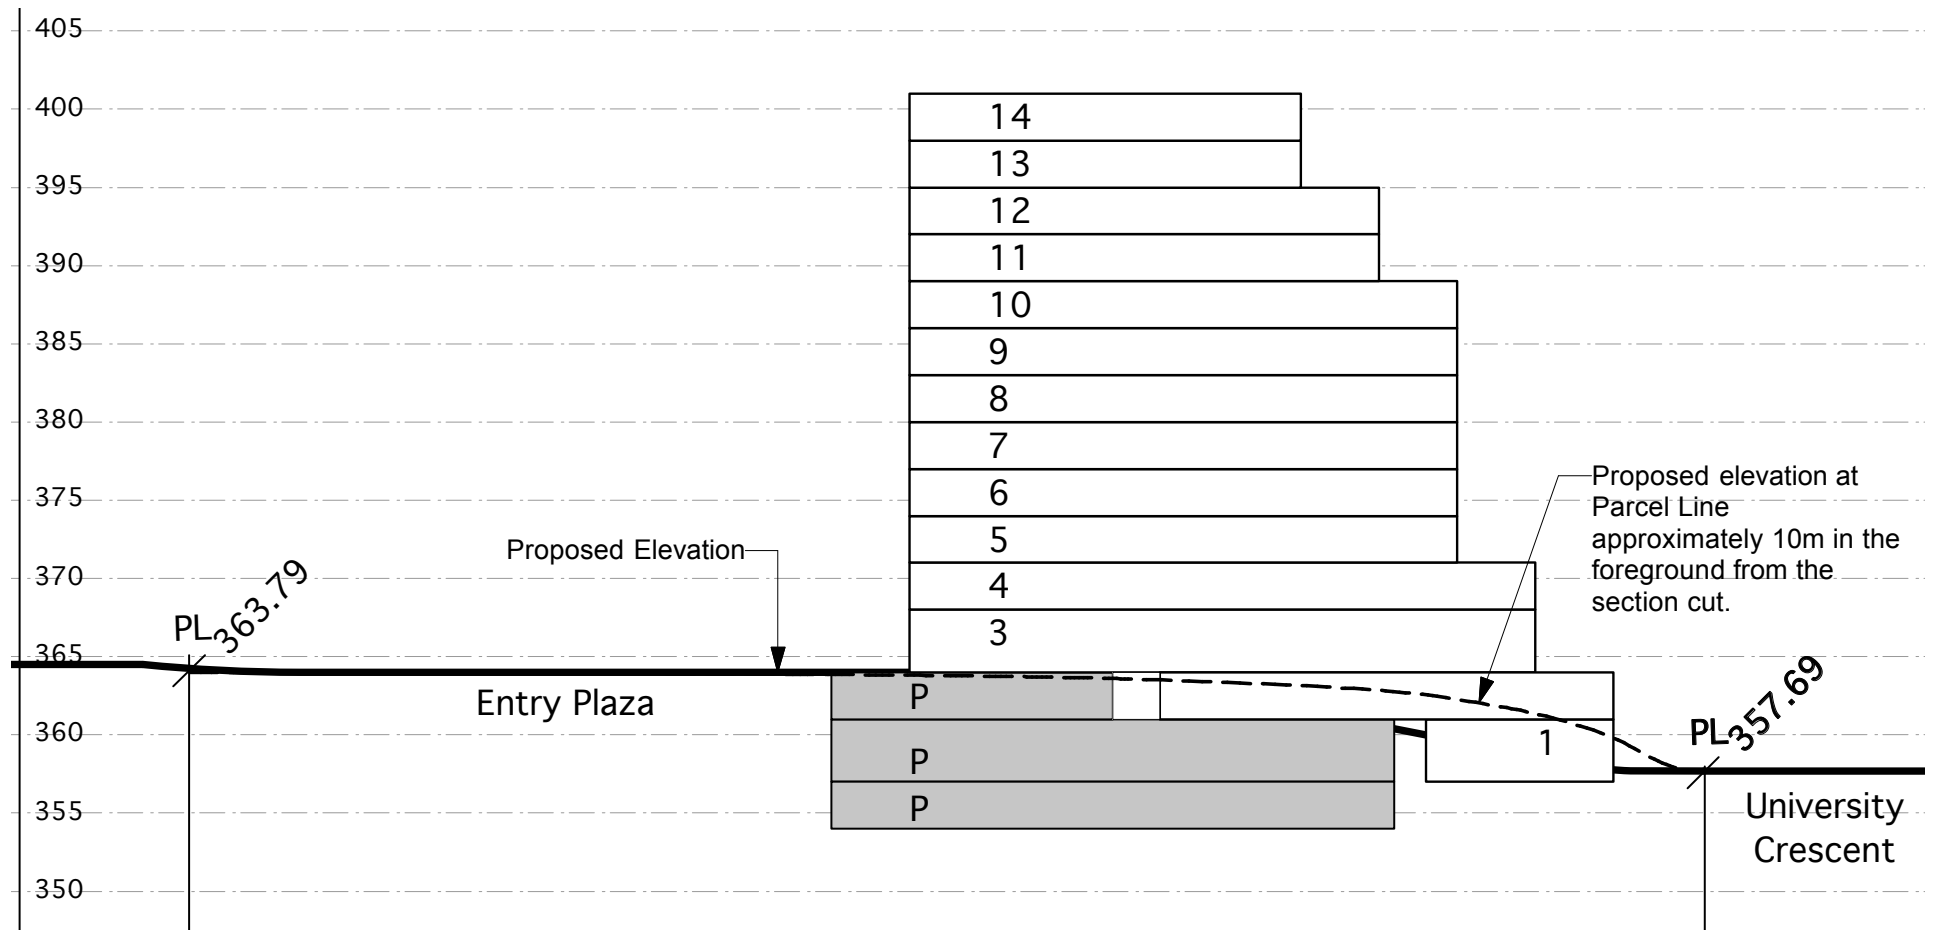 405
400
14
13
395
12
390
11
10
385
9
8
380
7
6
375
5
Proposed elevation at
Parcel Line
approximately 10m in the
foreground from the
section cut.
Proposed Elevation
370
4
3
PL 363.79
365
Entry Plaza
P
360
1
P
PL 357.69
355
P
University
Crescent
350